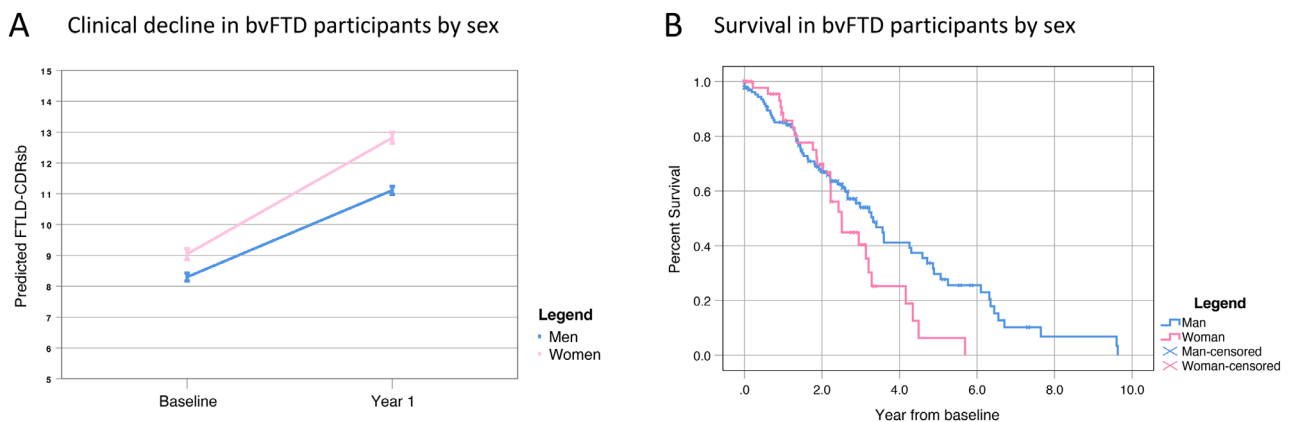 A Clinical decline in bvFTD participants by sex
15
14
13
12
11
10
9
8
7
6
5
Predicted FTLD-CDRsb
Baseline Year 1
Legend
Men
Women
B Survival in bvFTD participants by sex
1.0
0.8
0.6
0.4
0.2
0.0
Percent Survival
.0 2.0 4.0 6.0 8.0 10.0
Year from baseline
Legend
Man
Woman
Man-censored
Woman-censored